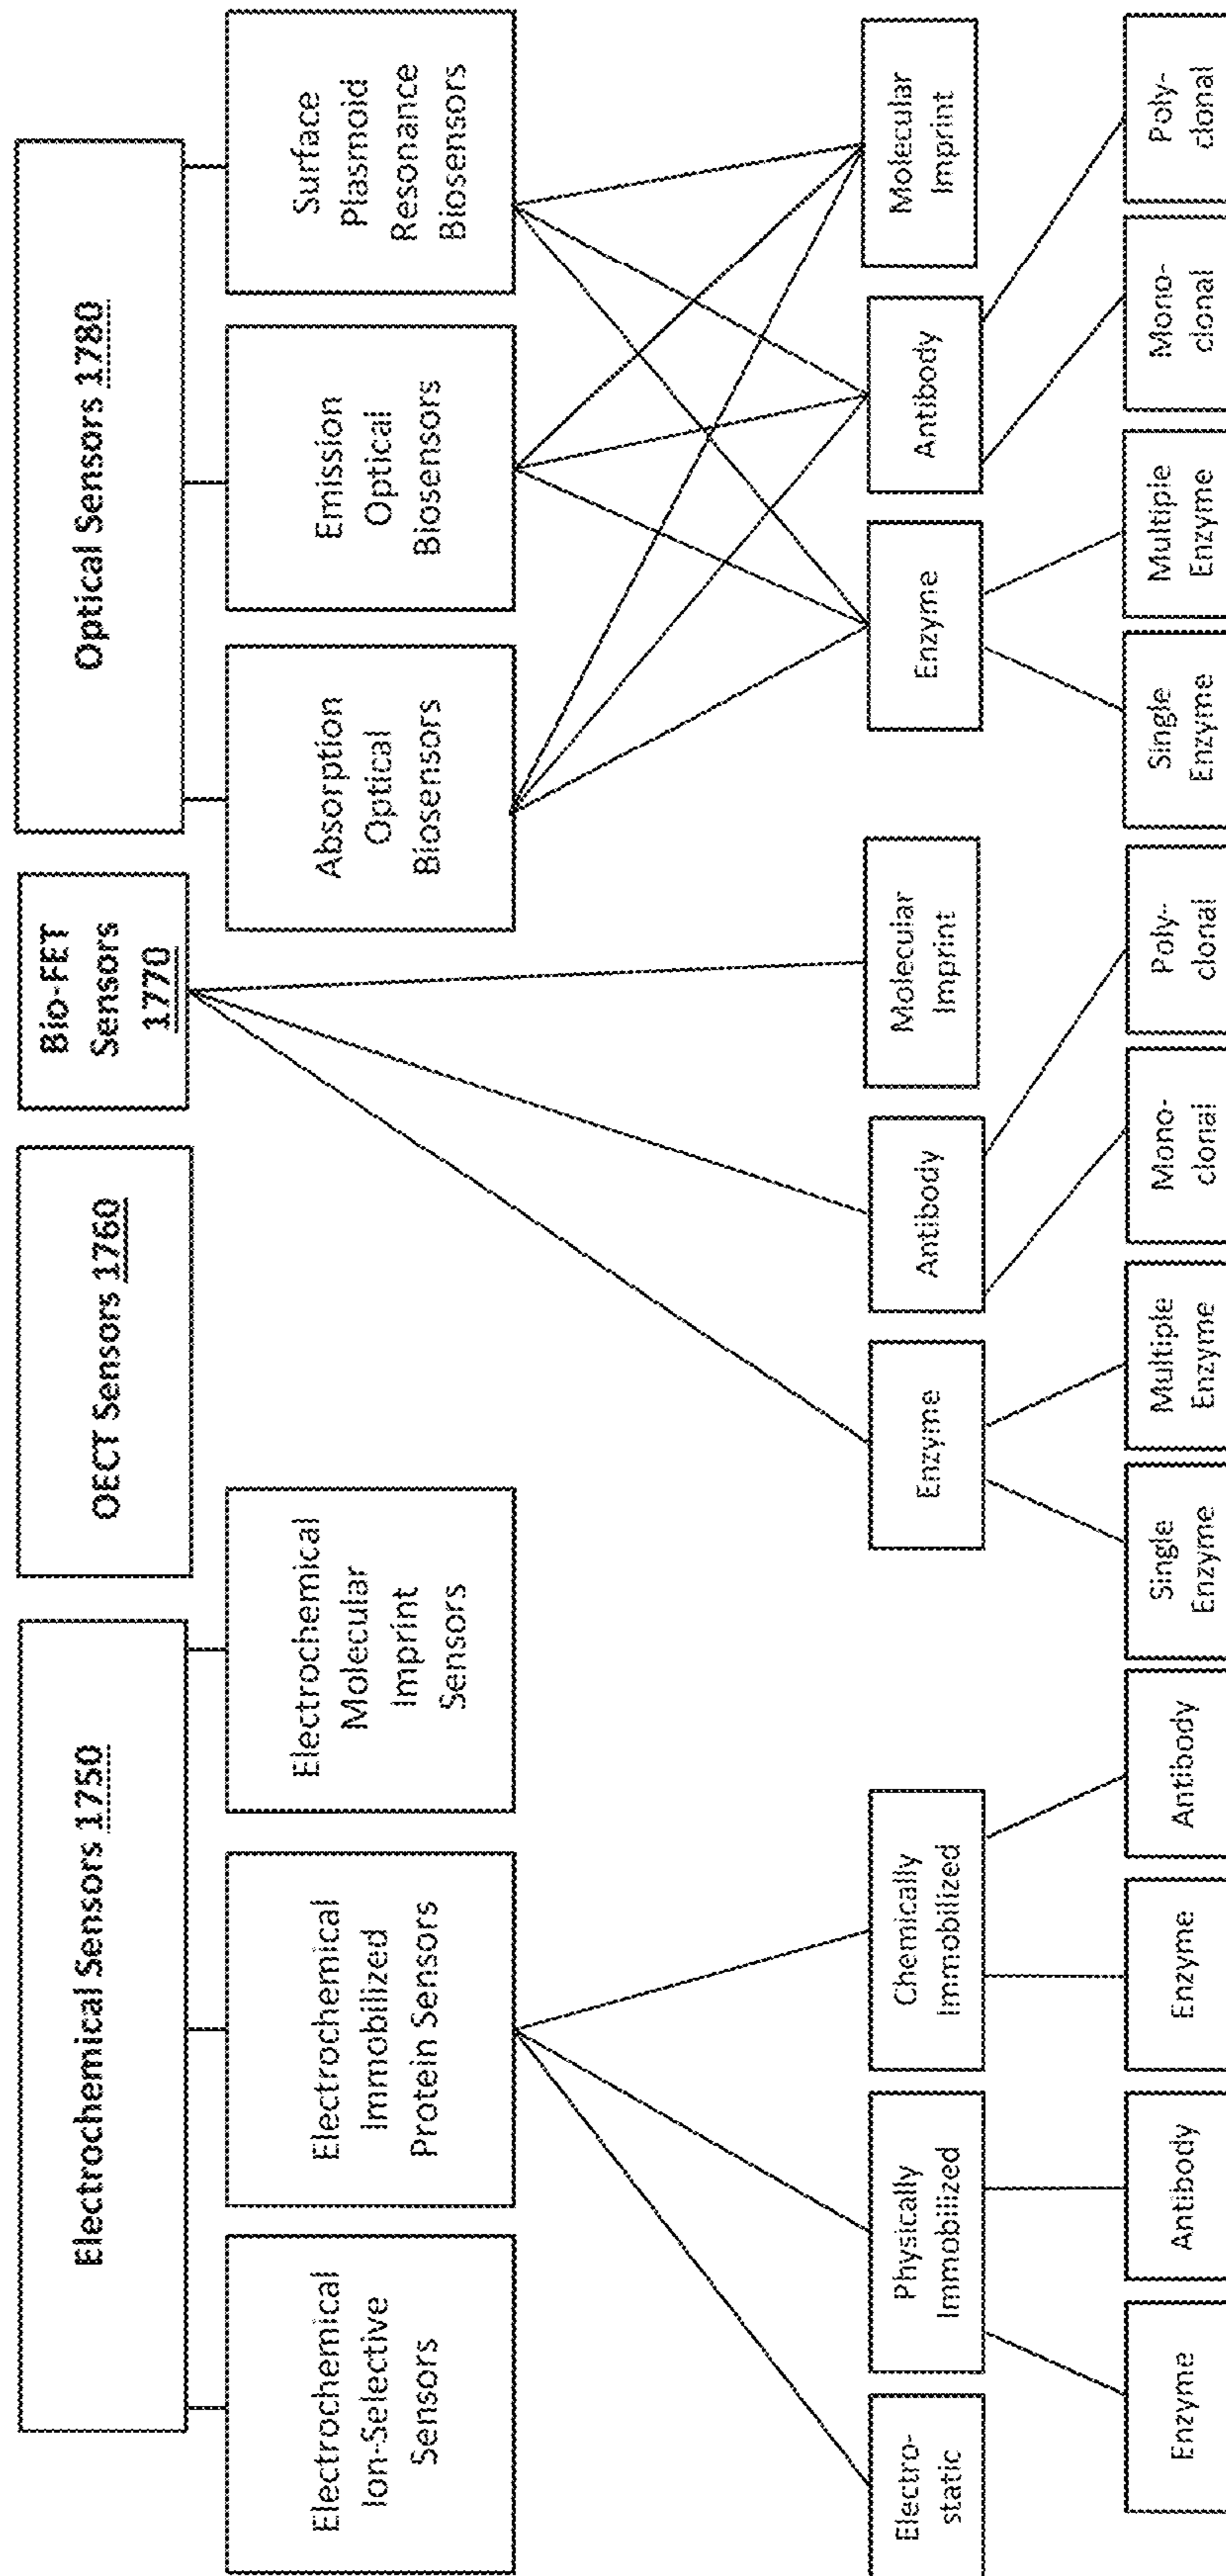 Electrochemical Sensors 1750
OECT Sensors 1760
Bio-FET
Sensors
1770
Optical Sensors 1780
Electrochemical
Ion-Selective
Sensors
Electrochemical
Immobilized
Protein Sensors
Electrochemical
Molecular
Imprint
Sensors
Absorption
Optical
Biosensors
Emission
Optical
Biosensors
Surface
Plasmoid
Resonance
Biosensors
Electro-
static
Physically
Immobilized
Chemically
Immobilized
Enzyme
Antibody
Molecular
Imprint
Enzyme
Antibody
Molecular
Imprint
Enzyme
Antibody
Enzyme
Antibody
Single
Enzyme
Multiple
Enzyme
Mono-
clonal
Poly-
clonal
Single
Enzyme
Multiple
Enzyme
Mono-
clonal
Poly-
clonal